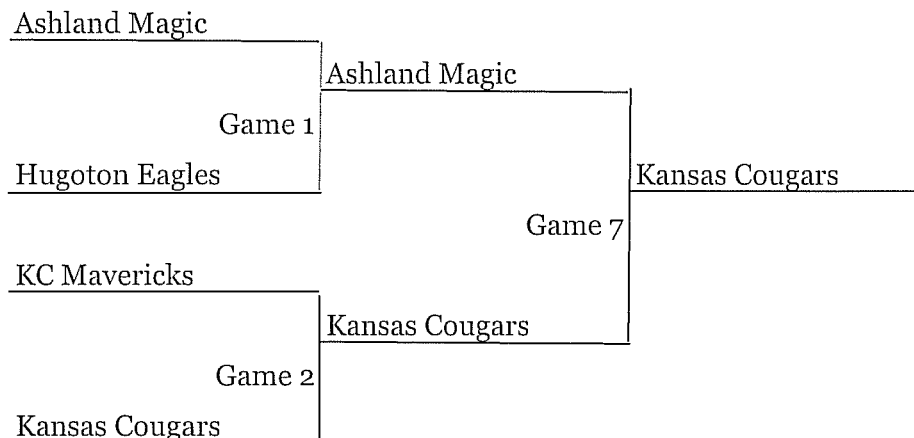 Ashland Magic
Ashland Magic
Game 1
Hugoton Eagles
Kansas Cougars
Game 7
KC Mavericks
Kansas Cougars
Game 2
Kansas Cougars